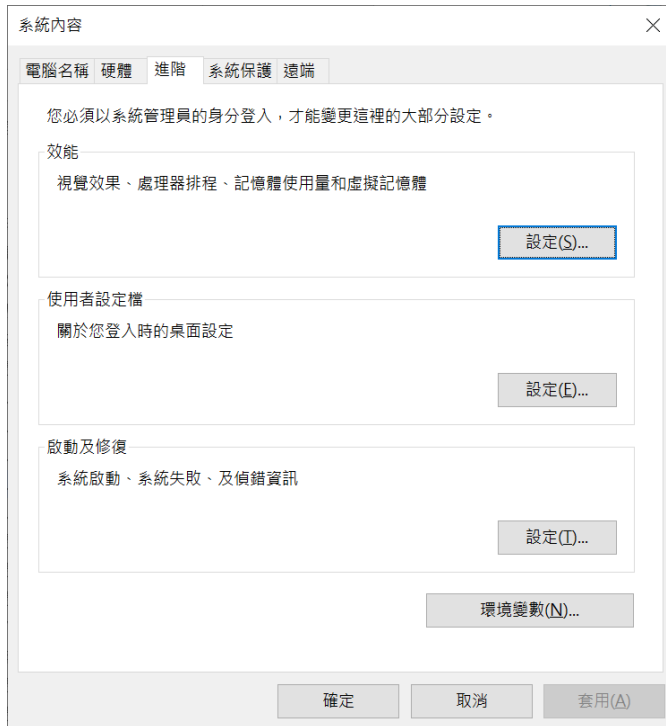 系統內容
電腦名稱 硬體 進階 系統保護 遠端
您必須以系統管理員的身分登入，才能變更這裡的大部分設定。
效能
視覺效果、處理器排程、記憶體使用量和虛擬記憶體
設定(S)...
使用者設定檔
關於您登入時的桌面設定
設定(E)...
啟動及修復
系統啟動、系統失敗、及偵錯資訊
設定(T)...
環境變數(N)...
確定 取消 套用(A)